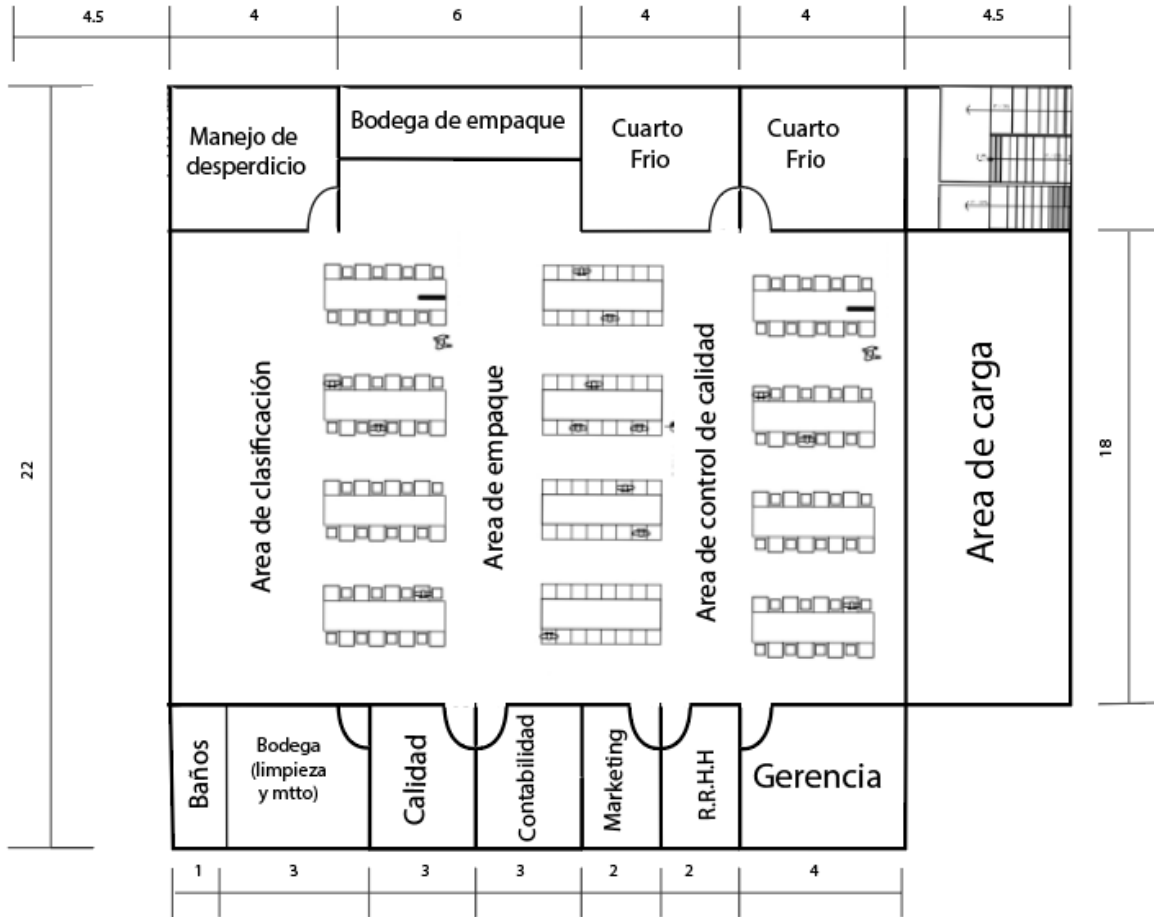 4.5
4
6
4
4
4.5
Manejo de
desperdicio
Bodega de empaque
Cuarto
Frio
Cuarto
Frio
22
18
Area de clasificación
Area de empaque
Area de control de calidad
Area de carga
Baños
Bodega
(limpieza
y mtto)
Calidad
Contabilidad
Marketing
R.R.H.H
Gerencia
1
3
3
3
2
2
4